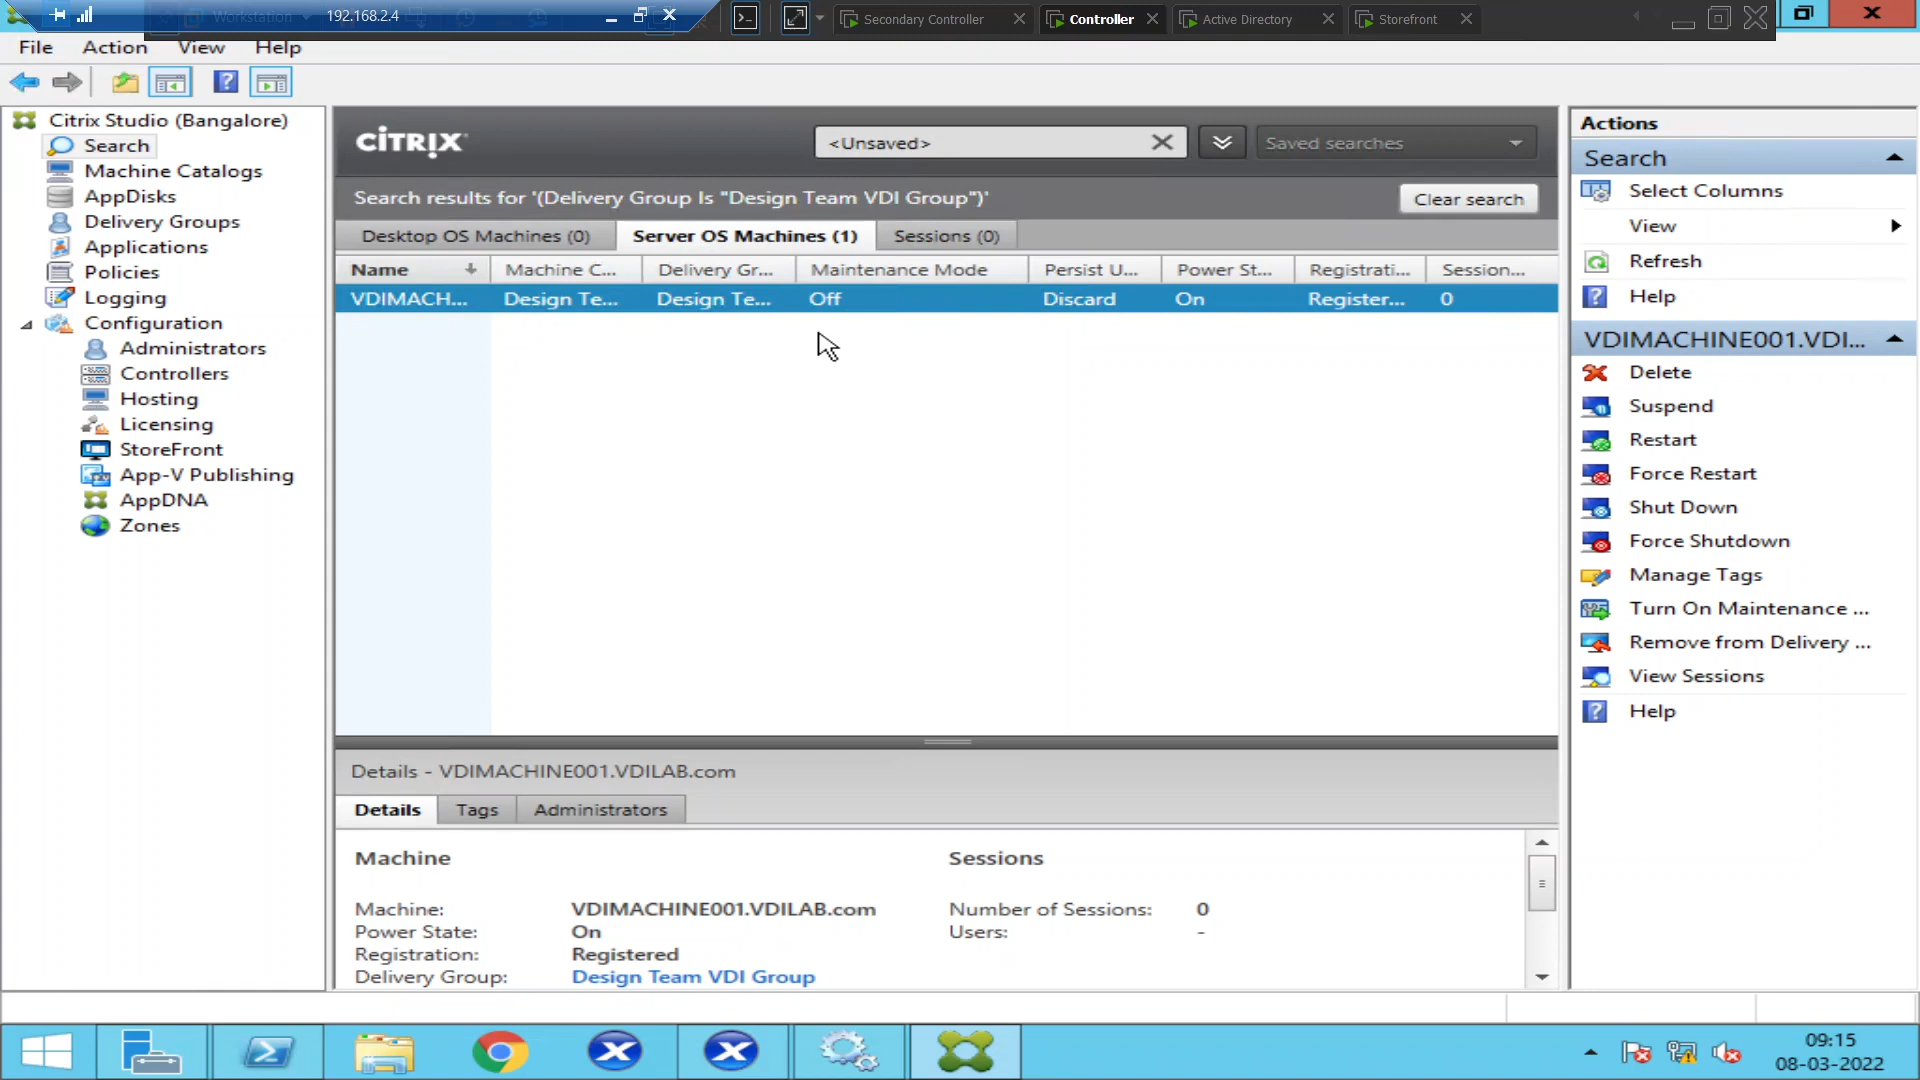 Workstation
192.168.2.4
Secondary Controller
Controller
Active Directory
Storefront
File Action View Help
Citrix Studio (Bangalore)
Search
Machine Catalogs
AppDisks
Delivery Groups
Applications
Policies
Logging
Configuration
Administrators
Controllers
Hosting
Licensing
StoreFront
App-V Publishing
AppDNA
Zones
CİTRIX
<Unsaved>
Saved searches
Search results for '(Delivery Group Is "Design Team VDI Group")'
Clear search
Desktop OS Machines (0) Server OS Machines (1) Sessions (0)
Name Machine C... Delivery Gr... Maintenance Mode Persist U... Power St... Registrati... Session...
VDIMACH... Design Te... Design Te... Off Discard On Register... 0
Details - VDIMACHINE001.VDILAB.com
Details Tags Administrators
Machine Sessions
Machine: VDIMACHINE001.VDILAB.com Number of Sessions: 0
Power State: On Users: -
Registration: Registered
Delivery Group: Design Team VDI Group
Actions
Search
Select Columns
View
Refresh
Help
VDIMACHINE001.VDI...
Delete
Suspend
Restart
Force Restart
Shut Down
Force Shutdown
Manage Tags
Turn On Maintenance ...
Remove from Delivery ...
View Sessions
Help
09:15
08-03-2022